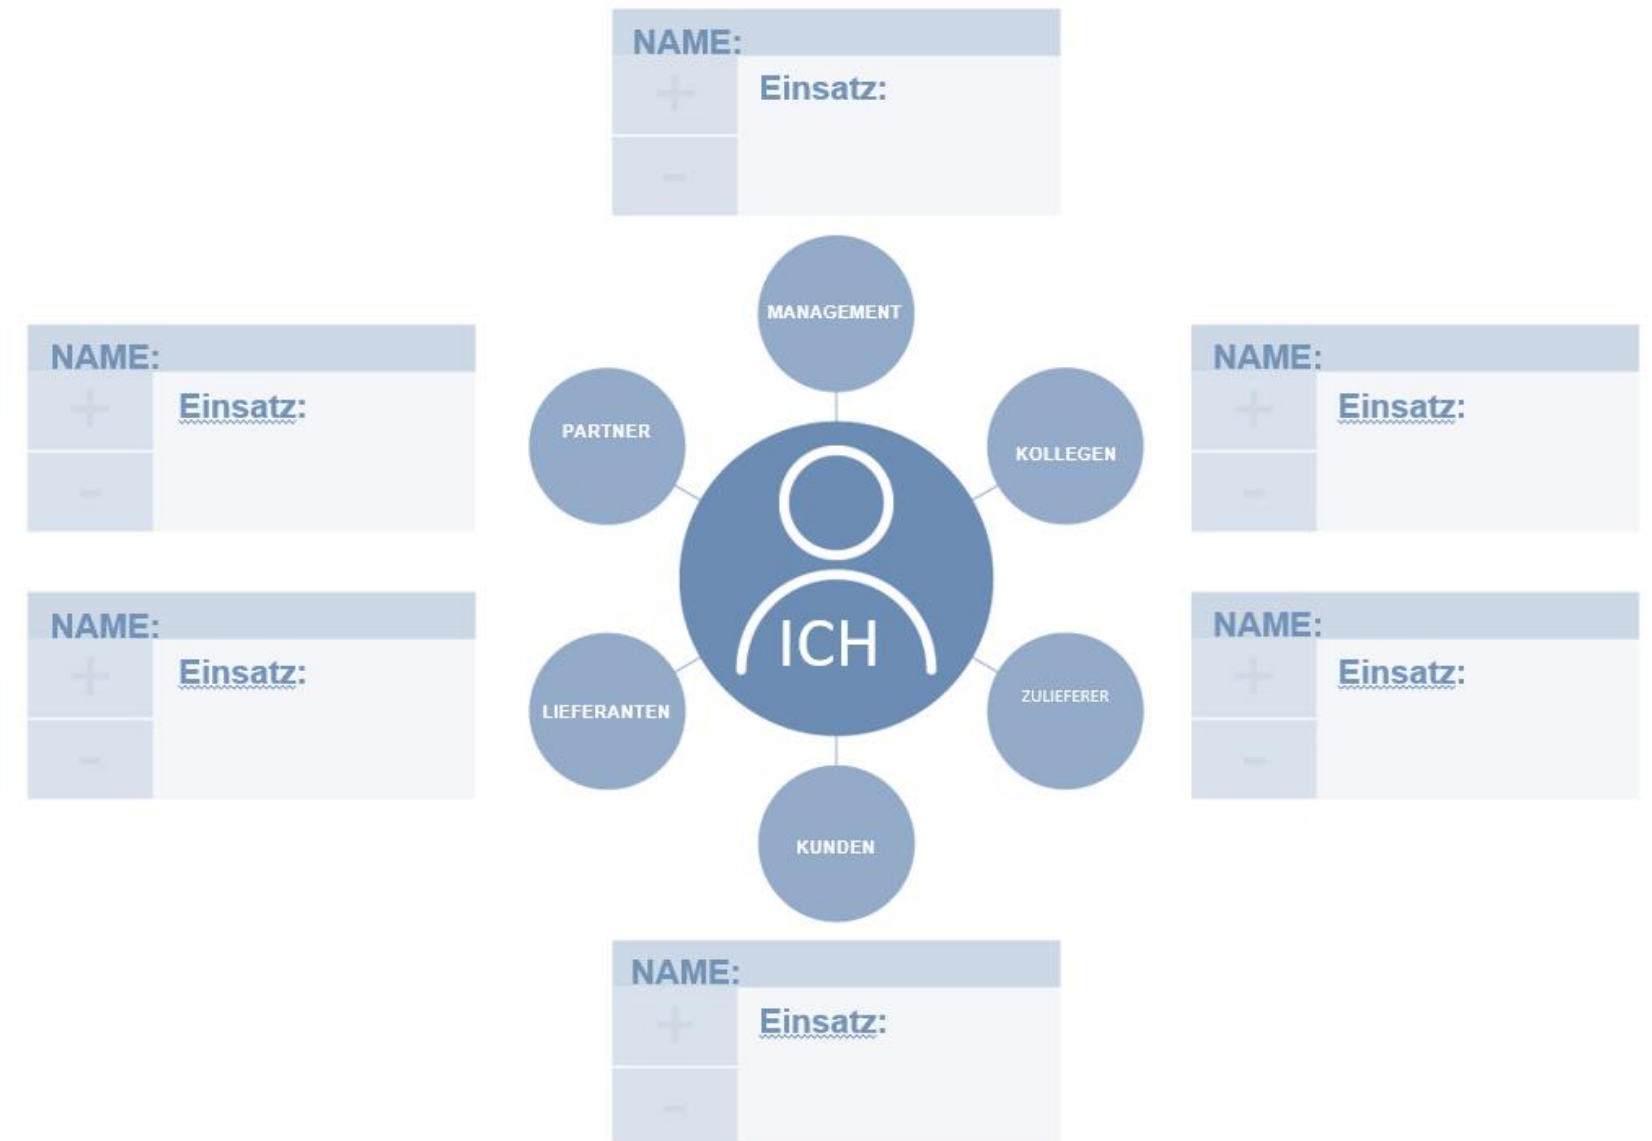 NAME:
+
Einsatz:
-
MANAGEMENT
NAME:
+
Einsatz:
-
PARTNER
KOLLEGEN
NAME:
+
Einsatz:
-
ICH
NAME:
+
Einsatz:
-
LIEFERANTEN
ZULIEFERER
NAME:
+
Einsatz:
-
KUNDEN
NAME:
+
Einsatz:
-